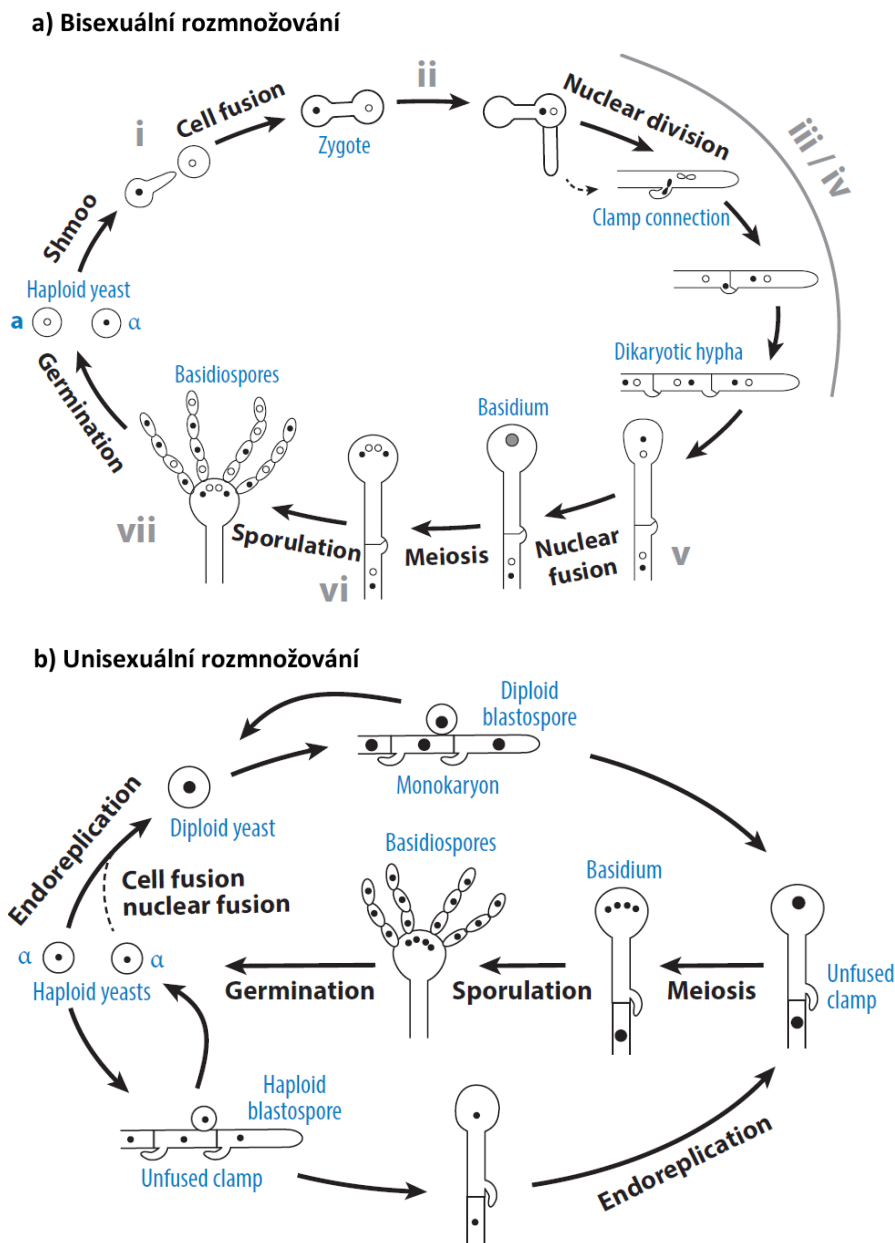 a) Bisexuální rozmnožování
i
Cell fusion
Zygote
ii
Nuclear division
iii / iv
Clamp connection
Shmoo
Haploid yeast
a
α
Dikaryotic hypha
Germination
Basidiospores
Basidium
vii
Sporulation
vi
Meiosis
Nuclear
fusion
v
b) Unisexuální rozmnožování
Diploid
blastospore
Monokaryon
Endoreplication
Diploid yeast
Cell fusion
nuclear fusion
Basidiospores
Basidium
α
α
Haploid yeasts
Germination
Sporulation
Meiosis
Unfused
clamp
Haploid
blastospore
Unfused clamp
Endoreplication